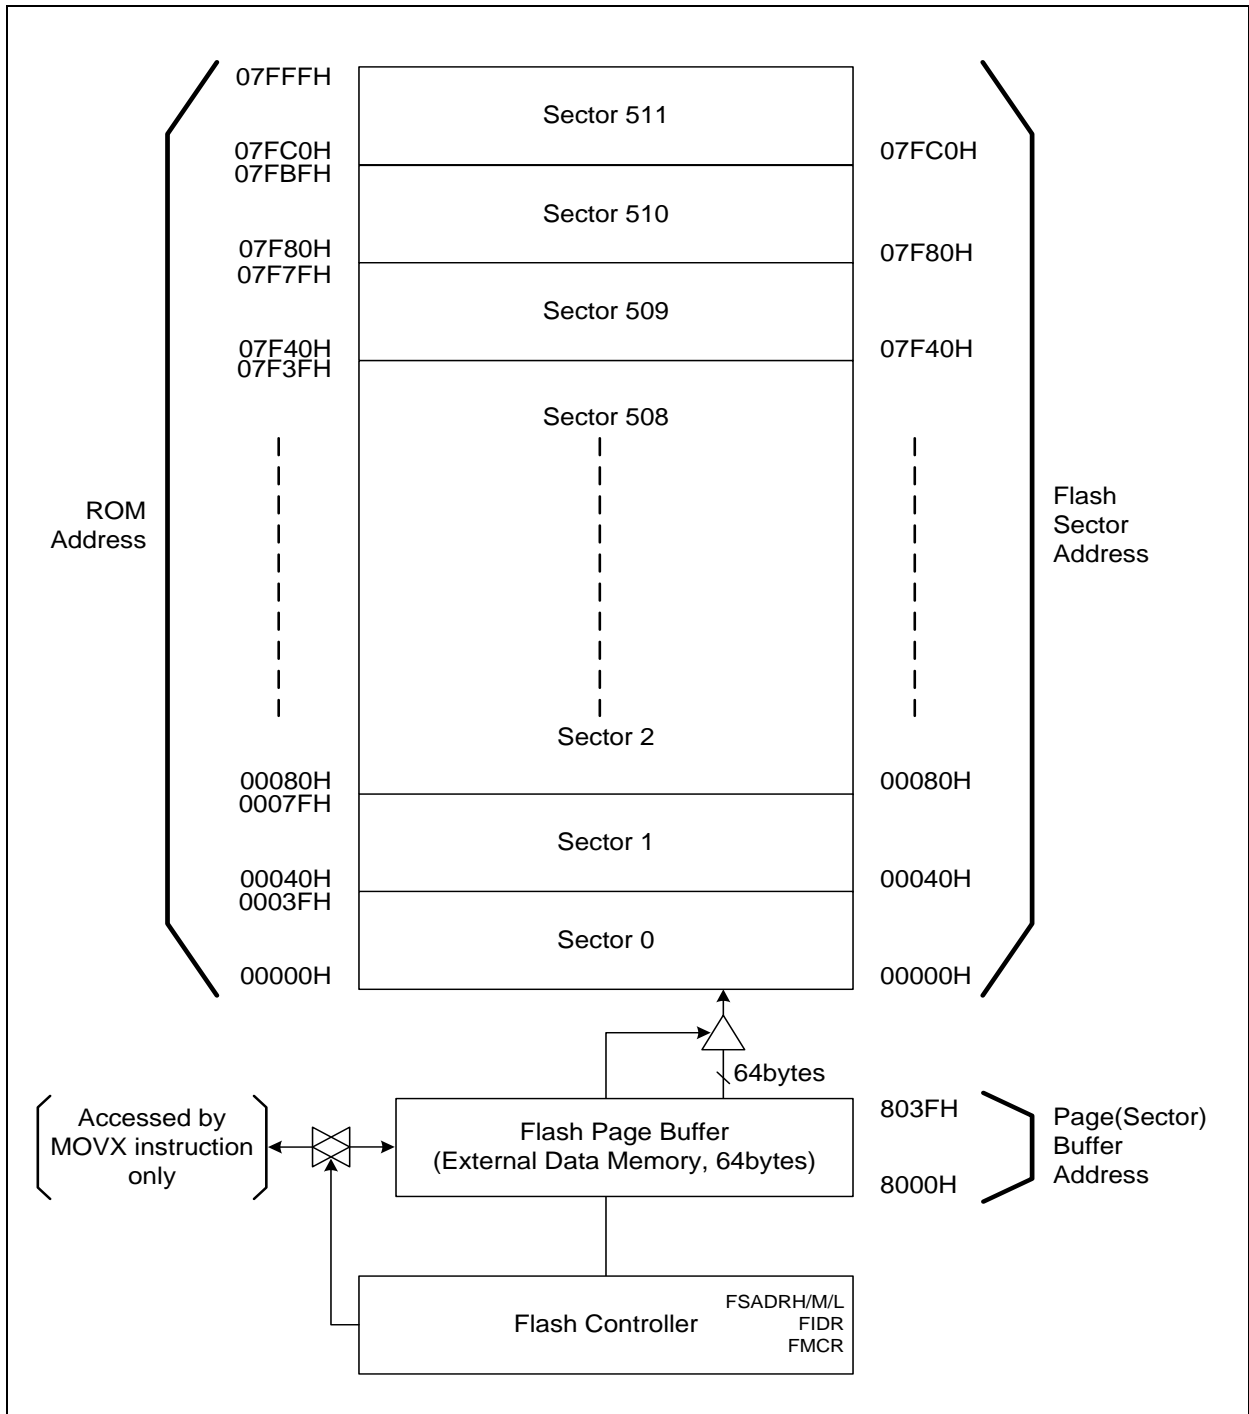 07FFFH
Sector 511
07FC0H
07FC0H
07FBFH
Sector 510
07F80H
07F80H
07F7FH
Sector 509
07F40H
07F40H
07F3FH
Sector 508
ROM
Address
Flash
Sector
Address
Sector 2
00080H
00080H
0007FH
Sector 1
00040H
00040H
0003FH
Sector 0
00000H
00000H
64bytes
Accessed by
MOVX instruction
only
Flash Page Buffer
(External Data Memory, 64bytes)
803FH
8000H
Page(Sector)
Buffer
Address
Flash Controller
FSADRH/M/L
FIDR
FMCR